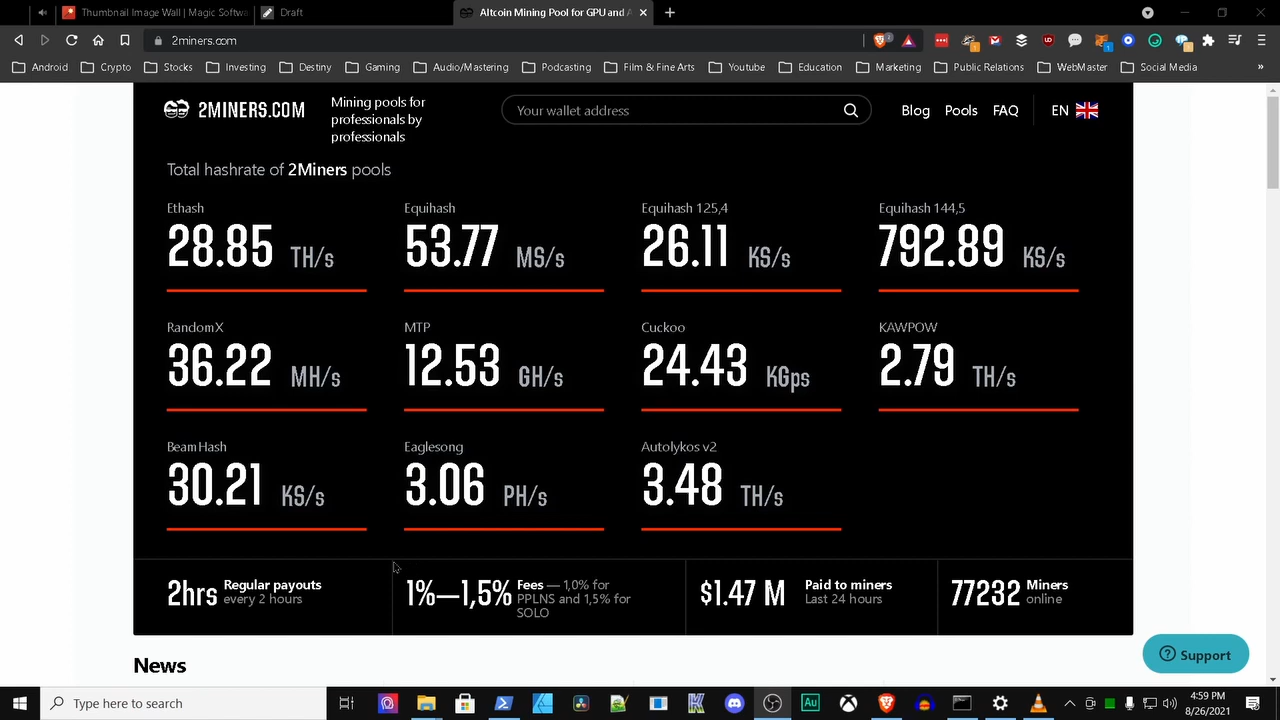 Thumbnail Image Wall | Magic Softwa
Draft
Altcoin Mining Pool for GPU and A
2miners.com
Android
Crypto
Stocks
Investing
Destiny
Gaming
Audio/Mastering
Podcasting
Film & Fine Arts
Youtube
Education
Marketing
Public Relations
WebMaster
Social Media
»
2MINERS.COM
Mining pools for
professionals by
professionals
Your wallet address
Blog
Pools
FAQ
EN
Total hashrate of 2Miners pools
Ethash
28.85 TH/s
Equihash
53.77 MS/s
Equihash 125,4
26.11 KS/s
Equihash 144,5
792.89 KS/s
RandomX
36.22 MH/s
MTP
12.53 GH/s
Cuckoo
24.43 KGps
KAWPOW
2.79 TH/s
BeamHash
30.21 KS/s
Eaglesong
3.06 PH/s
Autolykos v2
3.48 TH/s
2hrs Regular payouts
every 2 hours
1%—1,5% Fees — 1,0% for
PPLNS and 1,5% for
SOLO
$1.47 M Paid to miners
Last 24 hours
77232 Miners
online
News
Support
Type here to search
Au
4:59 PM
8/26/2021